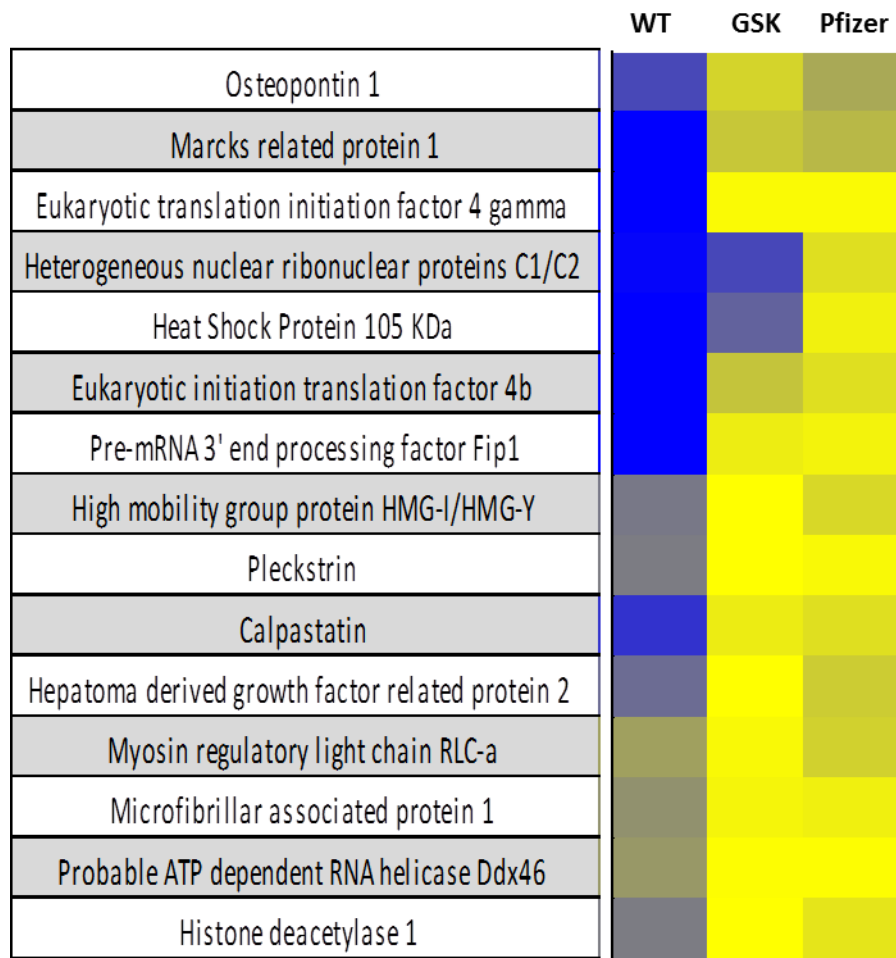 WT GSK Pfizer
Osteopontin 1
Marcks related protein 1
Eukaryotic translation initiation factor 4 gamma
Heterogeneous nuclear ribonuclear proteins C1/C2
Heat Shock Protein 105 KDa
Eukaryotic initiation translation factor 4b
Pre-mRNA 3' end processing factor Fip1
High mobility group protein HMG-I/HMG-Y
Pleckstrin
Calpastatin
Hepatoma derived growth factor related protein 2
Myosin regulatory light chain RLC-a
Microfibrillar associated protein 1
Probable ATP dependent RNA helicase Ddx46
Histone deacetylase 1